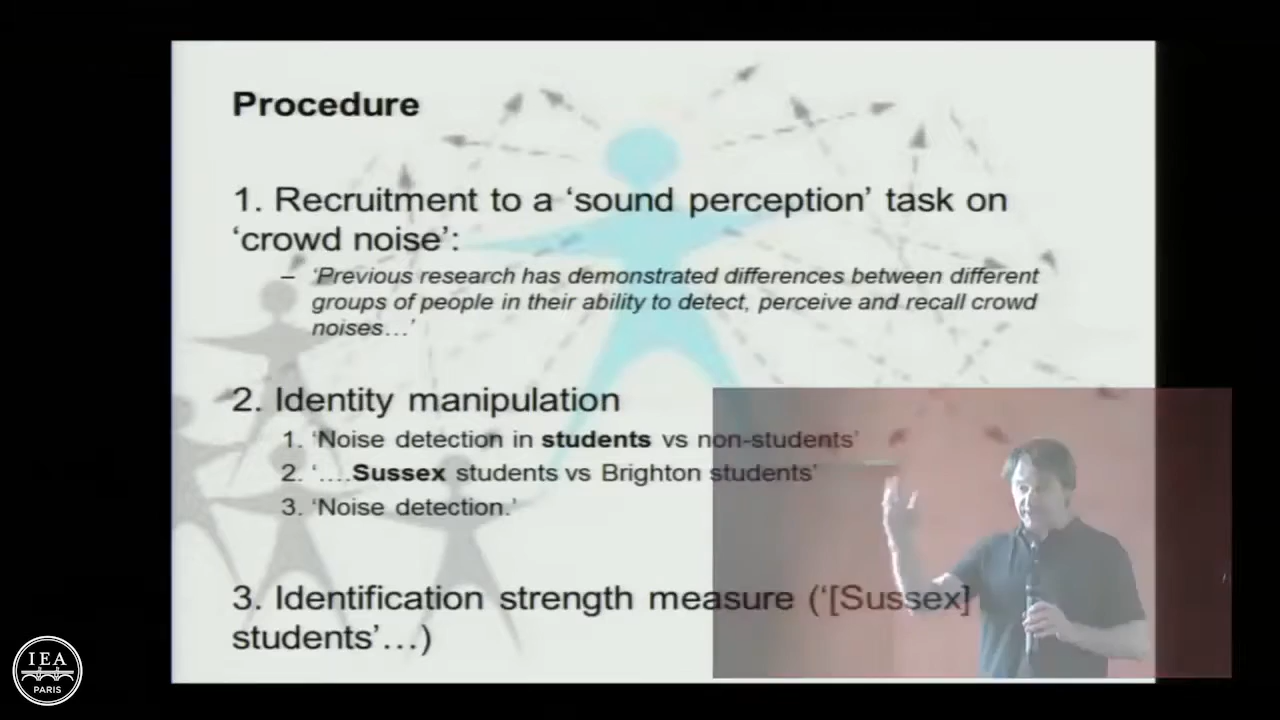 Procedure
1. Recruitment to a ‘sound perception’ task on
‘crowd noise’:
– ‘Previous research has demonstrated differences between different
groups of people in their ability to detect, perceive and recall crowd
noises…’
2. Identity manipulation
1. ‘Noise detection in students vs non-students’
2. ‘….Sussex students vs Brighton students’
3. ‘Noise detection.’
3. Identification strength measure (‘[Sussex]
students’…)
IEA
PARIS